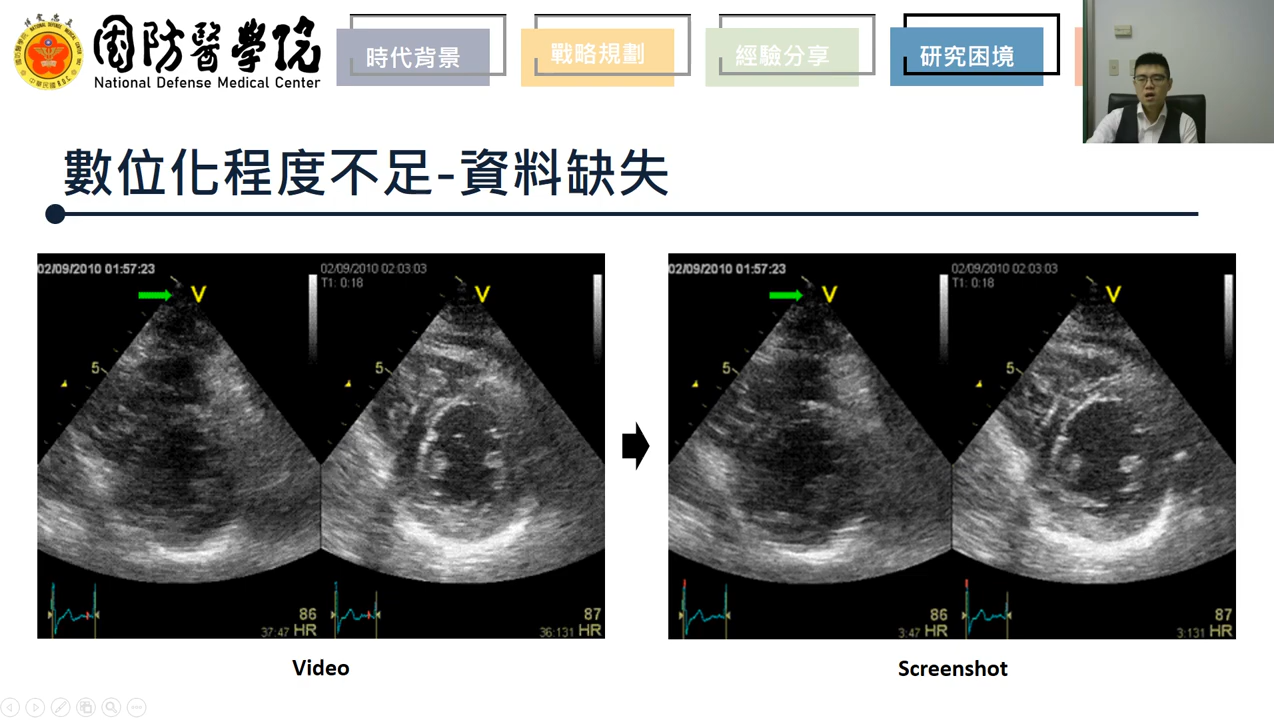 國防醫學院
National Defense Medical Center
時代背景
戰略規劃
經驗分享
研究困境
數位化程度不足-資料缺失
02/09/2010 01:57:23
V
5
86
37:47 HR
02/09/2010 02:03:03
T1: 0:18
V
5
87
36:131 HR
02/09/2010 01:57:23
V
5
86
3:47 HR
02/09/2010 02:03:03
T1: 0:18
V
5
87
3:131 HR
Video
Screenshot